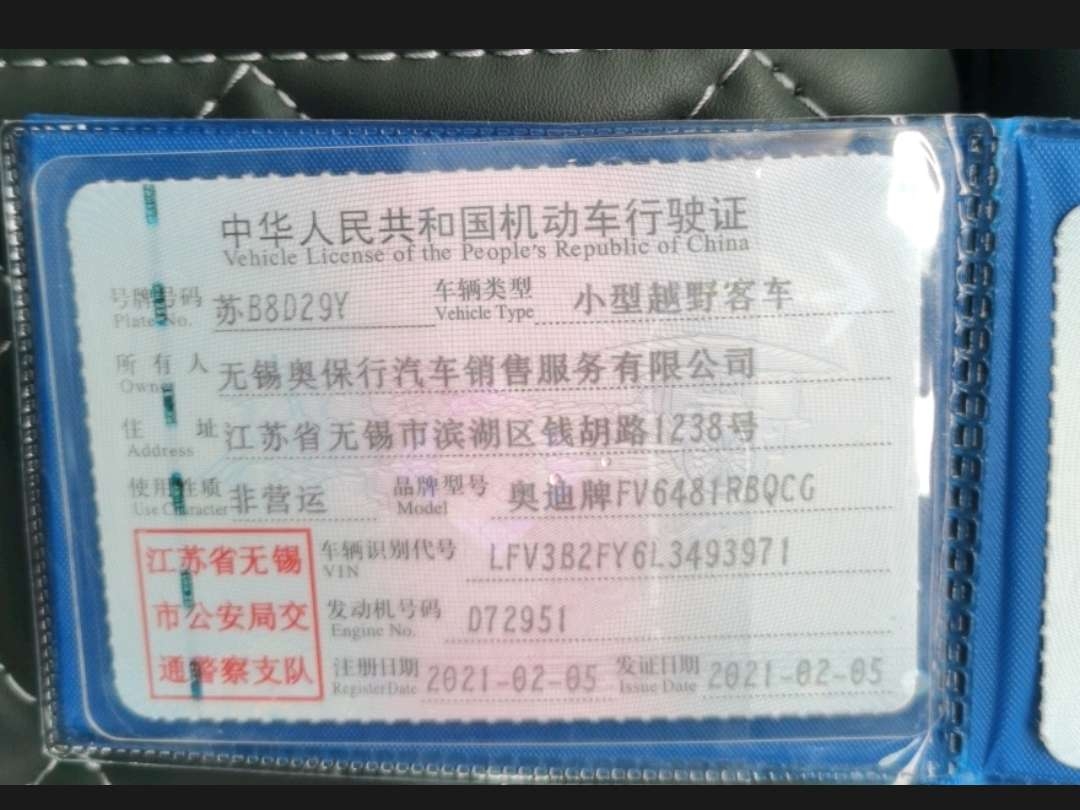 中华人民共和国机动车行驶证
Vehicle License of the People's Republic of China
号牌号码 苏B8D29Y 车辆类型 小型越野客车
Plate No. Vehicle Type
所有人 无锡奥保行汽车销售服务有限公司
Owner
住址 江苏省无锡市滨湖区钱胡路1238号
Address
使用性质 非营运 品牌型号 奥迪牌FV6481RBQCG
Use Character Model
车辆识别代号 LFV3B2FY6L3493971
VIN
发动机号码 D72951
Engine No.
注册日期 2021-02-05 发证日期 2021-02-05
Register Date Issue Date
江苏省无锡
市公安局交
通警察支队